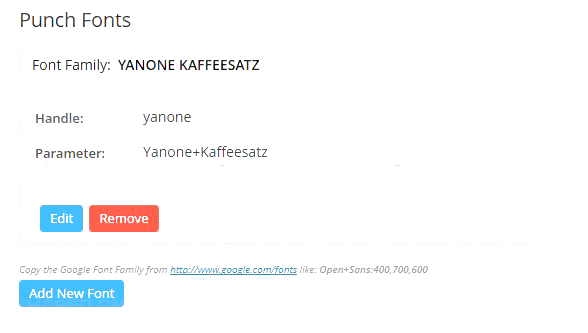 Punch Fonts
Font Family: YANONE KAFFEESATZ
Handle: yanone
Parameter: Yanone+Kaffeesatz
Edit Remove
Copy the Google Font Family from http://www.google.com/fonts like: Open+Sans:400,700,600
Add New Font